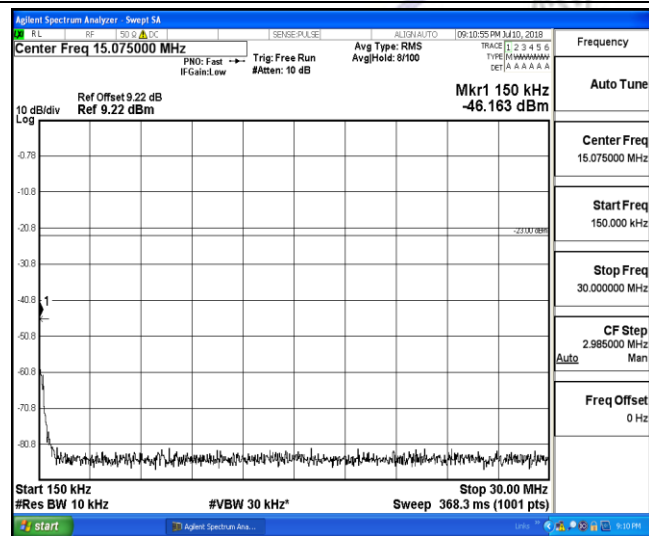 Agilent Spectrum Analyzer - Swept SA
RL RF 50 Ω DC SENSE:PULSE ALIGN AUTO 09:10:55 PM Jul 10, 2018
Center Freq 15.075000 MHz
PNO: Fast
IFGain:Low
Trig: Free Run
#Atten: 10 dB
Avg Type: RMS
Avg|Hold: 8/100
TRACE 1 2 3 4 5 6
TYPE M
DET A A A A A A
Frequency
Mkr1 150 kHz
-46.163 dBm
Ref Offset 9.22 dB
10 dB/div Ref 9.22 dBm
Log
-0.78
-10.8
-20.8
-23.00 dBm
-30.8
-40.8
1
-50.8
-60.8
-70.8
-80.8
Start 150 kHz Stop 30.00 MHz
#Res BW 10 kHz #VBW 30 kHz* Sweep 368.3 ms (1001 pts)
Auto Tune
Center Freq
15.075000 MHz
Start Freq
150.000 kHz
Stop Freq
30.000000 MHz
CF Step
2.985000 MHz
Auto Man
Freq Offset
0 Hz
start Agilent Spectrum Ana... Links » 9:10 PM